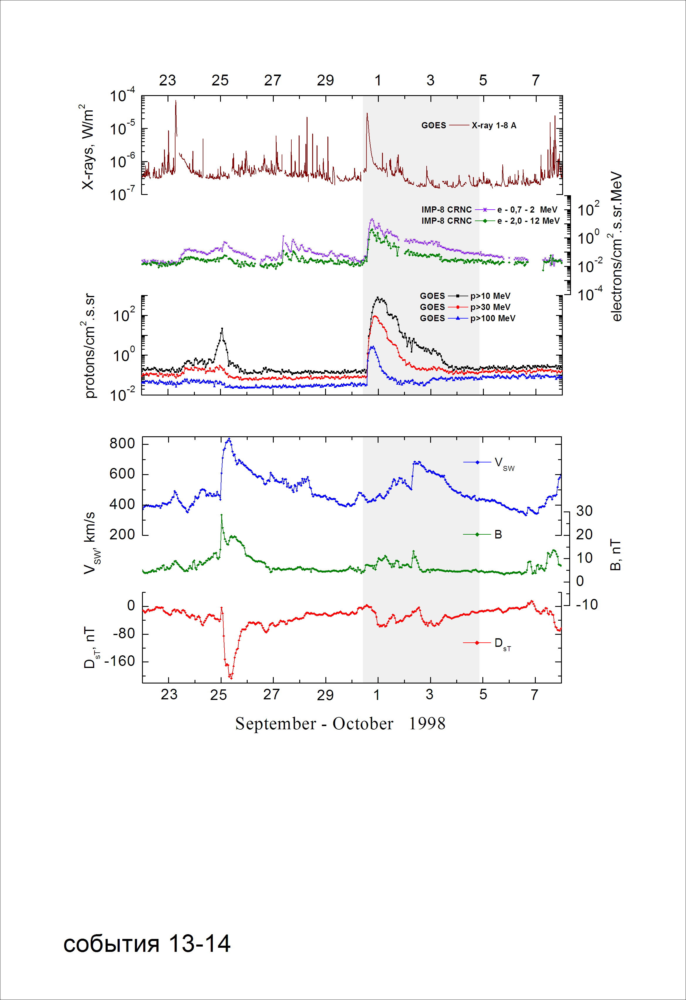 23 25 27 29 1 3 5 7
X-rays, W/m²
10⁻⁴
10⁻⁵
10⁻⁶
10⁻⁷
GOES X-ray 1-8 A
IMP-8 CRNC e - 0,7 - 2 MeV
IMP-8 CRNC e - 2,0 - 12 MeV
10²
10⁰
10⁻²
10⁻⁴
electrons/cm².s.sr.MeV
protons/cm².s.sr
10²
10⁰
10⁻²
GOES p>10 MeV
GOES p>30 MeV
GOES p>100 MeV
V_SW, km/s
800
600
400
200
V_SW
B
30
20
10
0
-10
B, nT
D_sT, nT
0
-80
-160
D_sT
23 25 27 29 1 3 5 7
September - October 1998
события 13-14